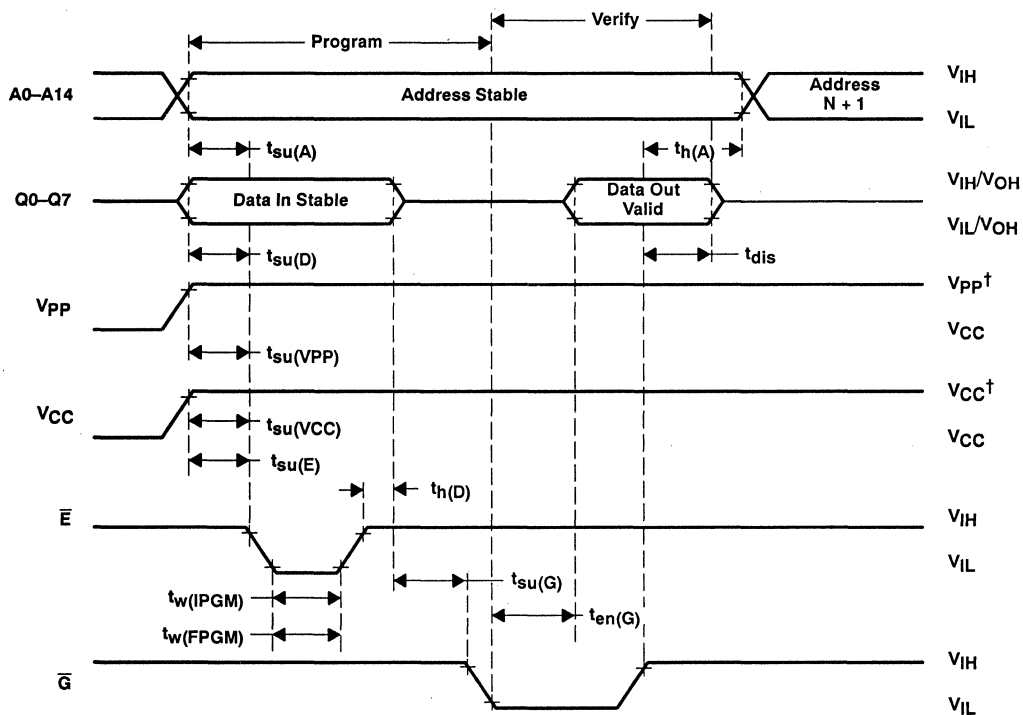 Verify
Program
A0–A14
Address Stable
Address
N + 1
VIH
VIL
tsu(A)
th(A)
Q0–Q7
Data In Stable
Data Out
Valid
VIH/VOH
VIL/VOH
tsu(D)
tdis
VPP
VPP†
VCC
tsu(VPP)
VCC
VCC†
VCC
tsu(VCC)
tsu(E)
th(D)
E̅
VIH
VIL
tsu(G)
tw(IPGM)
ten(G)
tw(FPGM)
G̅
VIH
VIL